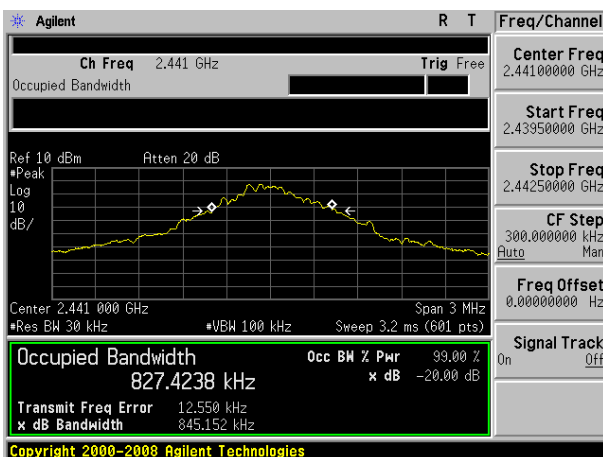 Agilent R T Freq/Channel
Ch Freq 2.441 GHz Trig Free
Occupied Bandwidth
Center Freq
2.44100000 GHz
Start Freq
2.43950000 GHz
Stop Freq
2.44250000 GHz
CF Step
300.000000 kHz
Auto Man
Freq Offset
0.00000000 Hz
Signal Track
On Off
Ref 10 dBm Atten 20 dB
#Peak
Log
10
dB/
Center 2.441 000 GHz Span 3 MHz
#Res BW 30 kHz #VBW 100 kHz Sweep 3.2 ms (601 pts)
Occupied Bandwidth Occ BW % Pwr 99.00 %
827.4238 kHz x dB -20.00 dB
Transmit Freq Error 12.550 kHz
x dB Bandwidth 845.152 kHz
Copyright 2000-2008 Agilent Technologies